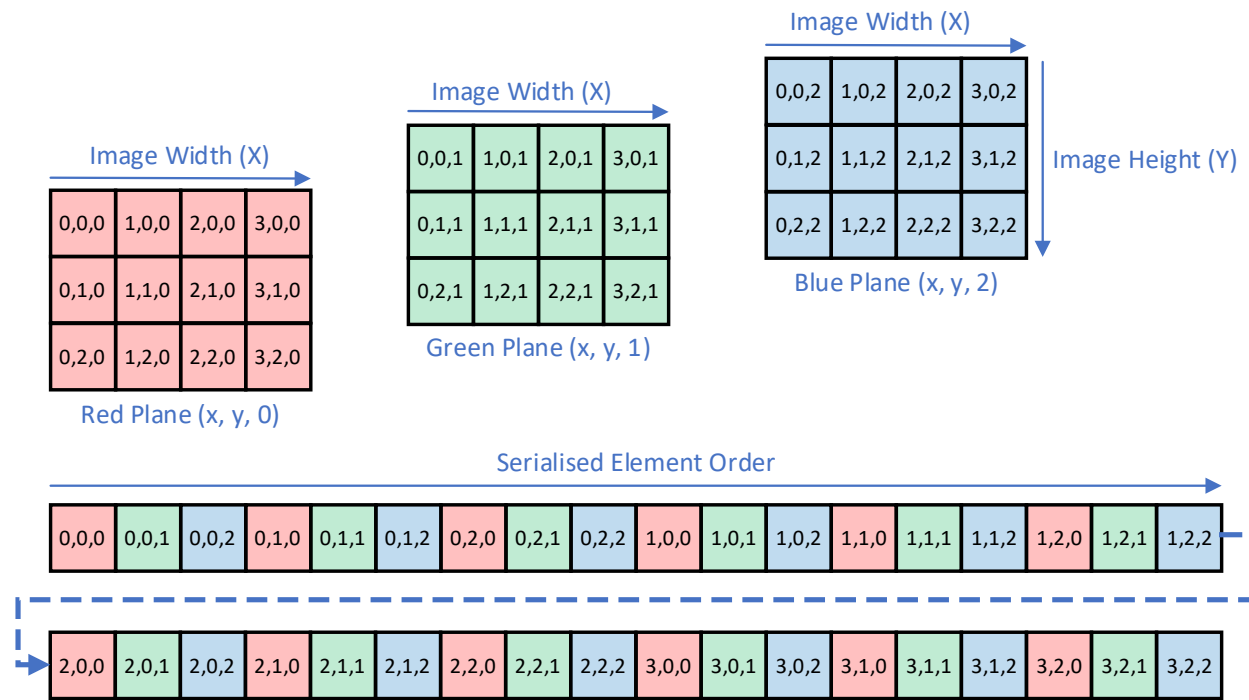 Image Width (X)
0,0,0 1,0,0 2,0,0 3,0,0
0,1,0 1,1,0 2,1,0 3,1,0
0,2,0 1,2,0 2,2,0 3,2,0
Red Plane (x, y, 0)
Image Width (X)
0,0,1 1,0,1 2,0,1 3,0,1
0,1,1 1,1,1 2,1,1 3,1,1
0,2,1 1,2,1 2,2,1 3,2,1
Green Plane (x, y, 1)
Image Width (X)
0,0,2 1,0,2 2,0,2 3,0,2
0,1,2 1,1,2 2,1,2 3,1,2
0,2,2 1,2,2 2,2,2 3,2,2
Image Height (Y)
Blue Plane (x, y, 2)
Serialised Element Order
0,0,0 0,0,1 0,0,2 0,1,0 0,1,1 0,1,2 0,2,0 0,2,1 0,2,2 1,0,0 1,0,1 1,0,2 1,1,0 1,1,1 1,1,2 1,2,0 1,2,1 1,2,2
2,0,0 2,0,1 2,0,2 2,1,0 2,1,1 2,1,2 2,2,0 2,2,1 2,2,2 3,0,0 3,0,1 3,0,2 3,1,0 3,1,1 3,1,2 3,2,0 3,2,1 3,2,2